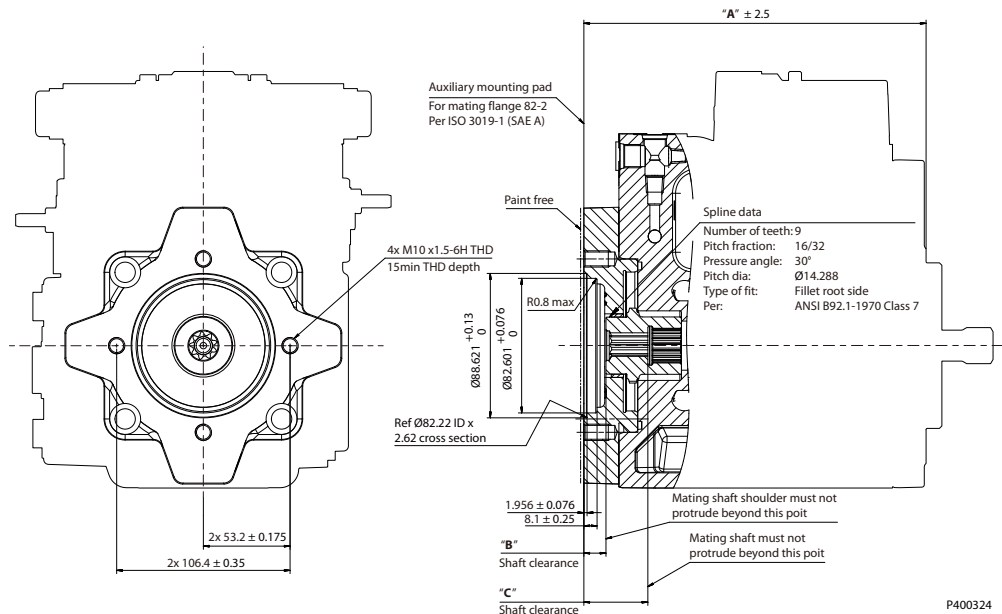 "A" ± 2.5
Auxiliary mounting pad
For mating flange 82-2
Per ISO 3019-1 (SAE A)
Paint free
Spline data
Number of teeth: 9
Pitch fraction: 16/32
Pressure angle: 30°
Pitch dia: Ø14.288
Type of fit: Fillet root side
Per: ANSI B92.1-1970 Class 7
4x M10 x1.5-6H THD
15min THD depth
R0.8 max
Ø88.621 +0.13 0
Ø82.601 +0.076 0
Ref Ø82.22 ID x
2.62 cross section
1.956 ± 0.076
8.1 ± 0.25
Mating shaft shoulder must not
protrude beyond this poit
2x 53.2 ± 0.175
"B"
Shaft clearance
Mating shaft must not
protrude beyond this poit
2x 106.4 ± 0.35
"C"
Shaft clearance
P400324